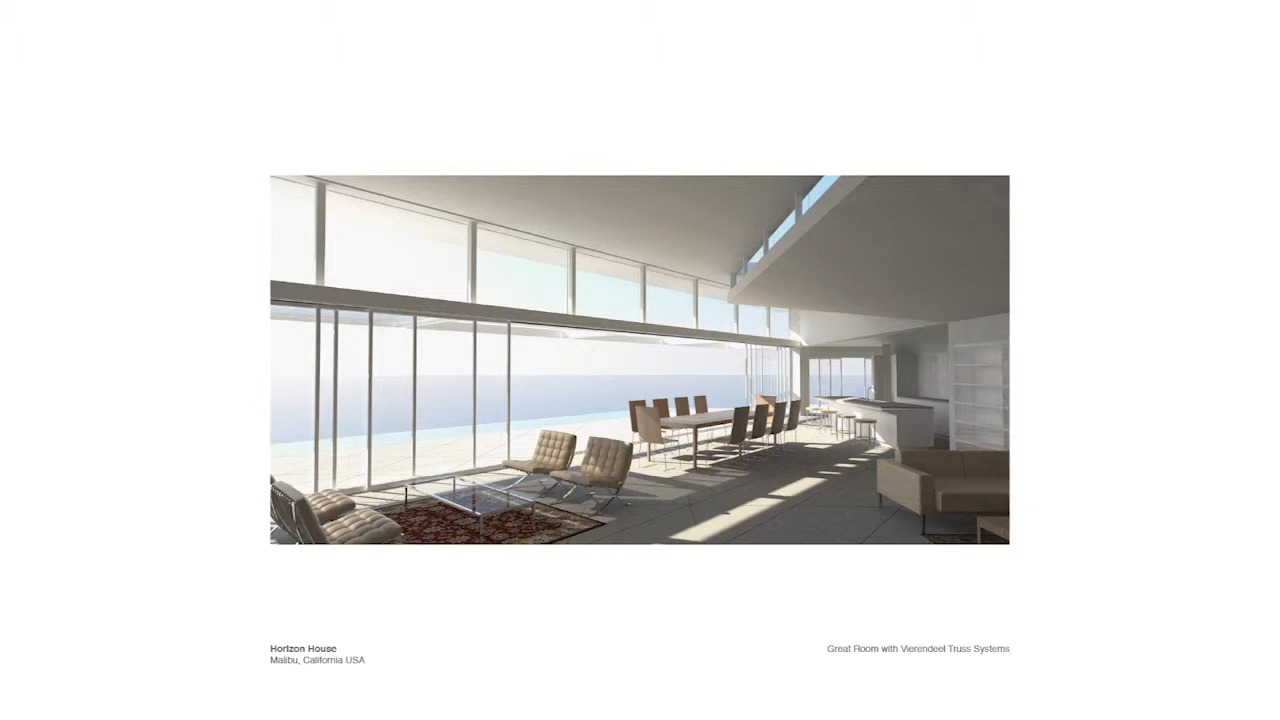 Horizon House
Malibu, California USA
Great Room with Vierendeel Truss Systems